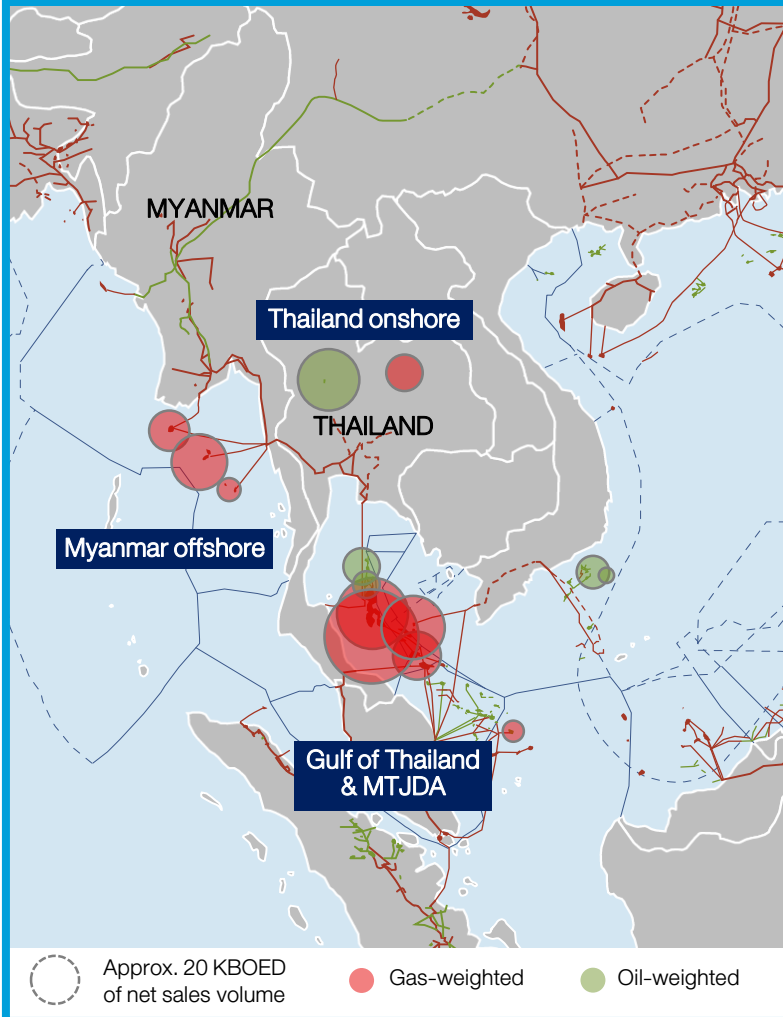 MYANMAR
Thailand onshore
THAILAND
Myanmar offshore
Gulf of Thailand
& MTJDA
Approx. 20 KBOED
of net sales volume
Gas-weighted
Oil-weighted